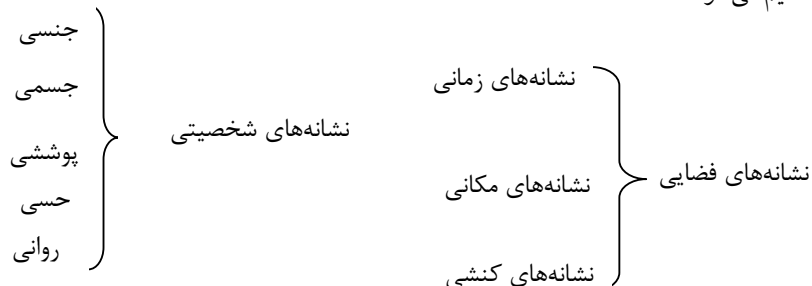 نشانه‌های فضایی
نشانه‌های زمانی
نشانه‌های مکانی
نشانه‌های کنشی
نشانه‌های شخصیتی
جنسی
جسمی
پوششی
حسی
روانی